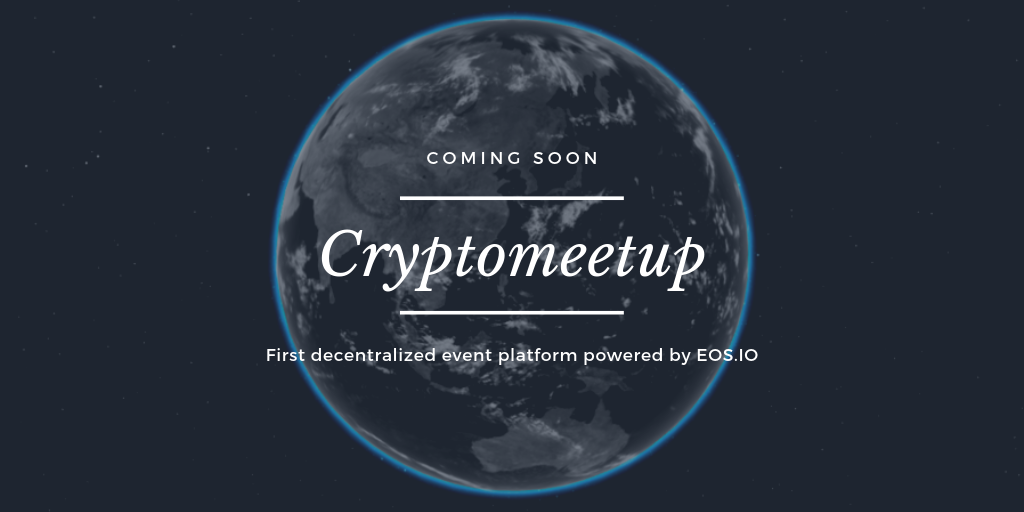 COMING SOON
Cryptomeetup
First decentralized event platform powered by EOS.IO